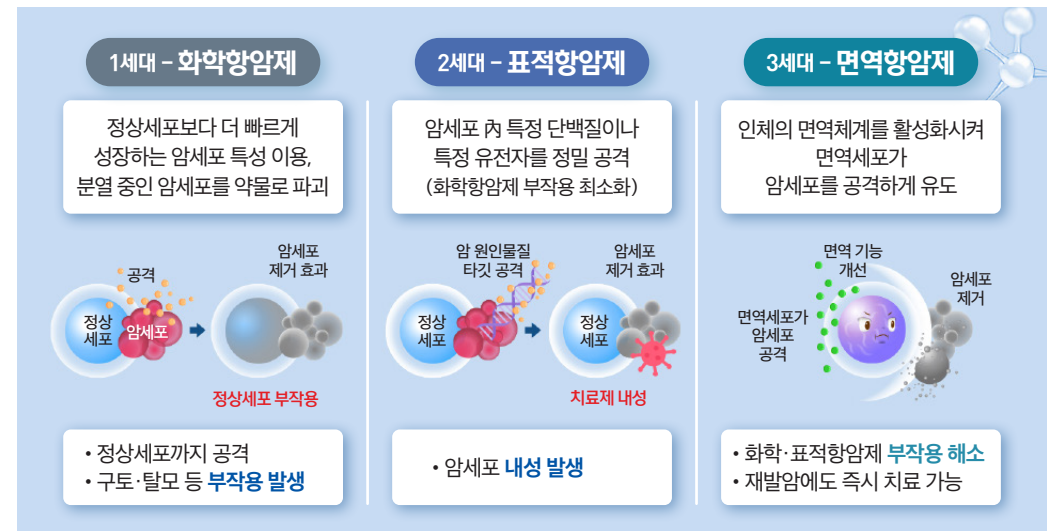 1세대 – 화학항암제
정상세포보다 더 빠르게
성장하는 암세포 특성 이용,
분열 중인 암세포를 약물로 파괴
공격
정상
세포
암세포
암세포
제거 효과
정상세포 부작용
• 정상세포까지 공격
• 구토·탈모 등 부작용 발생
2세대 – 표적항암제
암세포 內 특정 단백질이나
특정 유전자를 정밀 공격
(화학항암제 부작용 최소화)
암 원인물질
타깃 공격
정상
세포
암세포
제거 효과
정상
세포
치료제 내성
• 암세포 내성 발생
3세대 – 면역항암제
인체의 면역체계를 활성화시켜
면역세포가
암세포를 공격하게 유도
면역 기능
개선
면역세포가
암세포
공격
암세포
제거
• 화학·표적항암제 부작용 해소
• 재발암에도 즉시 치료 가능